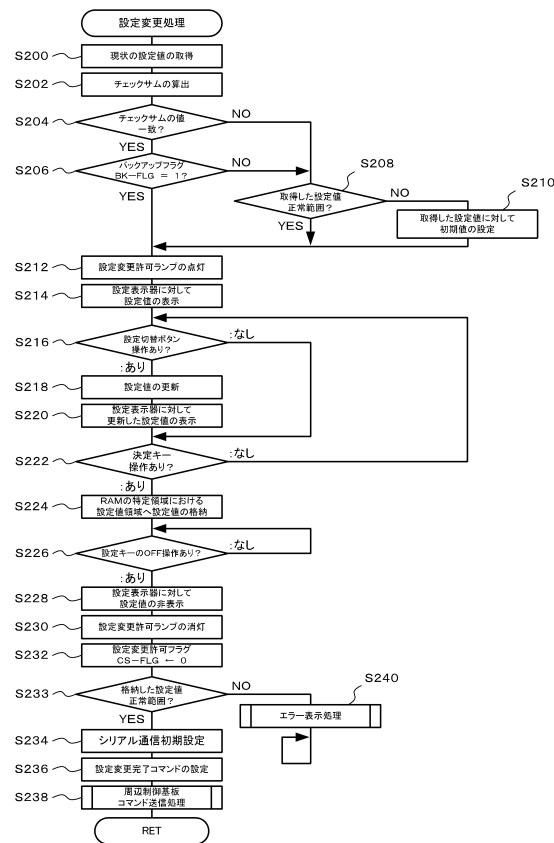 設定変更処理
S200
現状の設定値の取得
S202
チェックサムの算出
S204
チェックサムの値
一致?
NO
YES
S206
バックアップフラグ
BK-FLG = 1?
NO
YES
S208
取得した設定値
正常範囲?
NO
YES
S210
取得した設定値に対して
初期値の設定
S212
設定変更許可ランプの点灯
S214
設定表示器に対して
設定値の表示
S216
設定切替ボタン
操作あり?
:なし
:あり
S218
設定値の更新
S220
設定表示器に対して
更新した設定値の表示
S222
決定キー
操作あり?
:なし
:あり
S224
RAMの特定領域における
設定値領域へ設定値の格納
S226
設定キーのOFF操作あり?
:なし
:あり
S228
設定表示器に対して
設定値の非表示
S230
設定変更許可ランプの消灯
S232
設定変更許可フラグ
CS-FLG ← 0
S233
格納した設定値
正常範囲?
NO
YES
S240
エラー表示処理
S234
シリアル通信初期設定
S236
設定変更完了コマンドの設定
S238
周辺制御基板
コマンド送信処理
RET